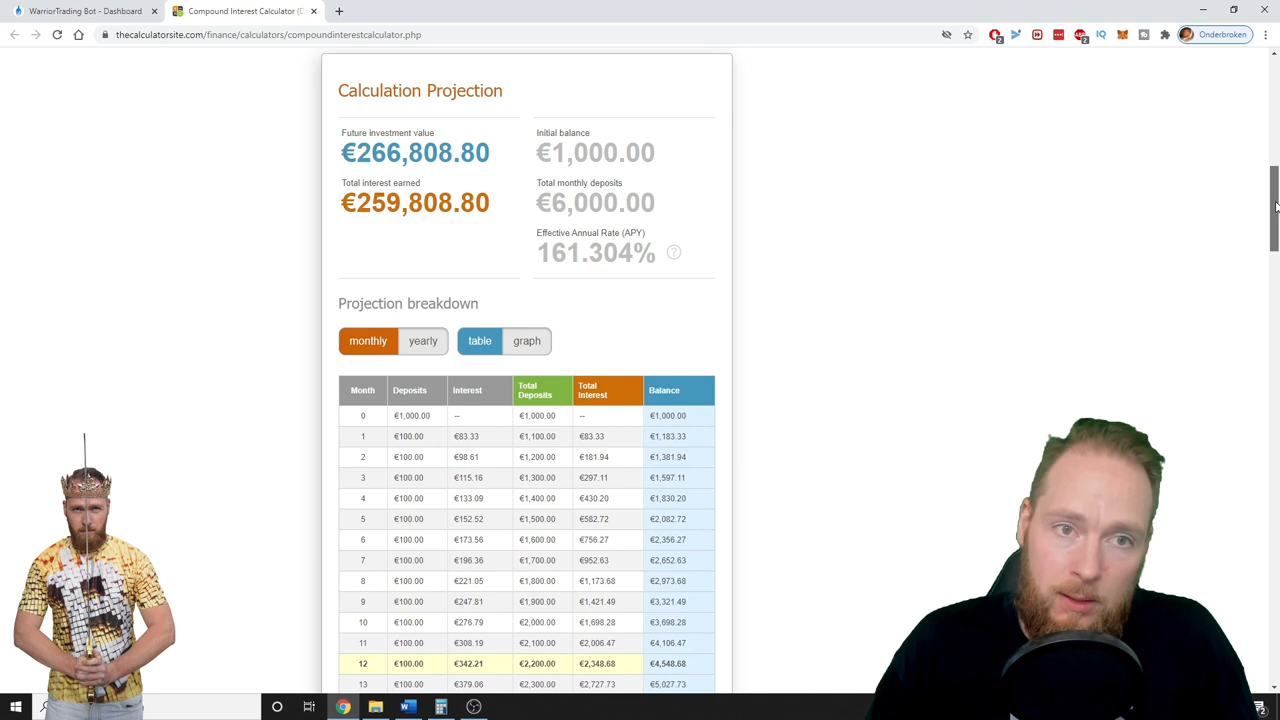 WarriorTrading Bot - Dashboard
Compound Interest Calculator (D
thecalculatorsite.com/finance/calculators/compoundinterestcalculator.php
Onderbroken
Calculation Projection
Future investment value
€266,808.80
Initial balance
€1,000.00
Total interest earned
€259,808.80
Total monthly deposits
€6,000.00
Effective Annual Rate (APY)
161.304%
Projection breakdown
monthly yearly table graph
Month Deposits Interest Total Deposits Total Interest Balance
0 €1,000.00 -- €1,000.00 -- €1,000.00
1 €100.00 €83.33 €1,100.00 €83.33 €1,183.33
2 €100.00 €98.61 €1,200.00 €181.94 €1,381.94
3 €100.00 €115.16 €1,300.00 €297.11 €1,597.11
4 €100.00 €133.09 €1,400.00 €430.20 €1,830.20
5 €100.00 €152.52 €1,500.00 €582.72 €2,082.72
6 €100.00 €173.56 €1,600.00 €756.27 €2,356.27
7 €100.00 €196.36 €1,700.00 €952.63 €2,652.63
8 €100.00 €221.05 €1,800.00 €1,173.68 €2,973.68
9 €100.00 €247.81 €1,900.00 €1,421.49 €3,321.49
10 €100.00 €276.79 €2,000.00 €1,698.28 €3,698.28
11 €100.00 €308.19 €2,100.00 €2,006.47 €4,106.47
12 €100.00 €342.21 €2,200.00 €2,348.68 €4,548.68
13 €100.00 €379.06 €2,300.00 €2,727.73 €5,027.73